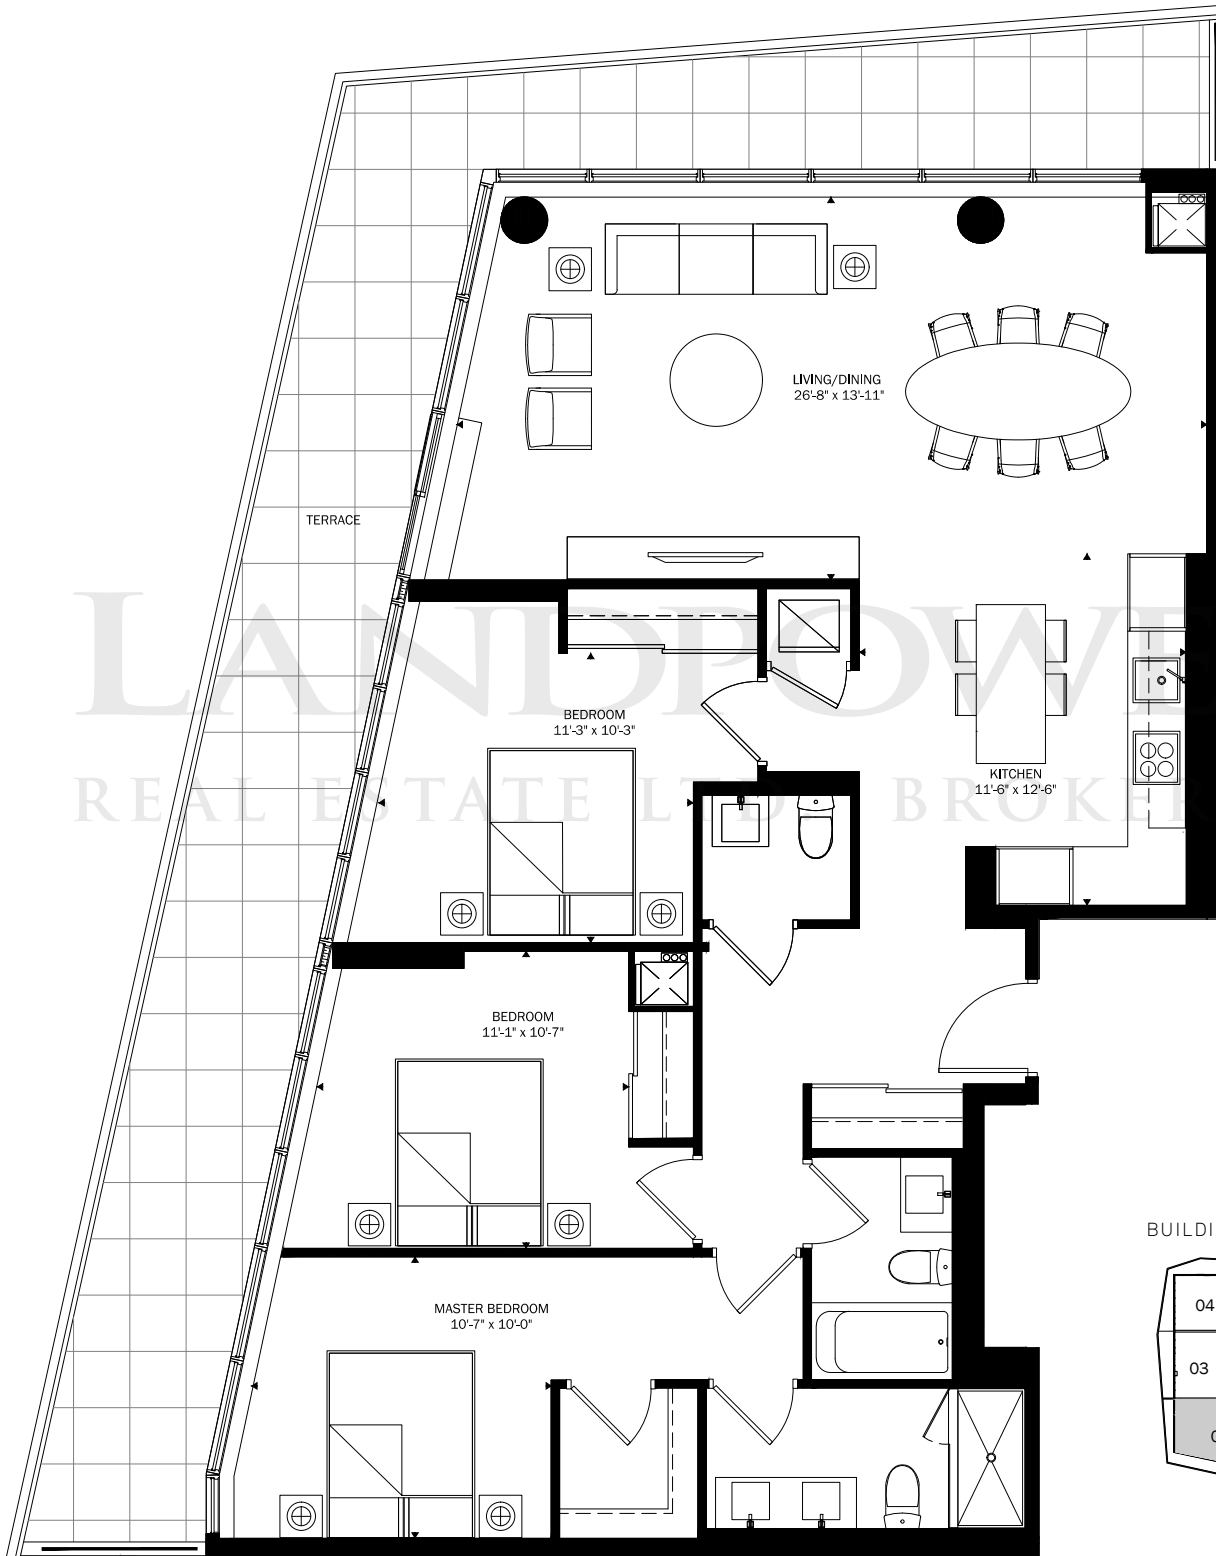 LIVING/DINING
26'-8" x 13'-11"
TERRACE
LANDPOWE
BEDROOM
11'-3" x 10'-3"
KITCHEN
11'-6" x 12'-6"
REAL ESTATE LTD BROKER
BEDROOM
11'-1" x 10'-7"
BUILDI
04
MASTER BEDROOM
10'-7" x 10'-0"
03
0